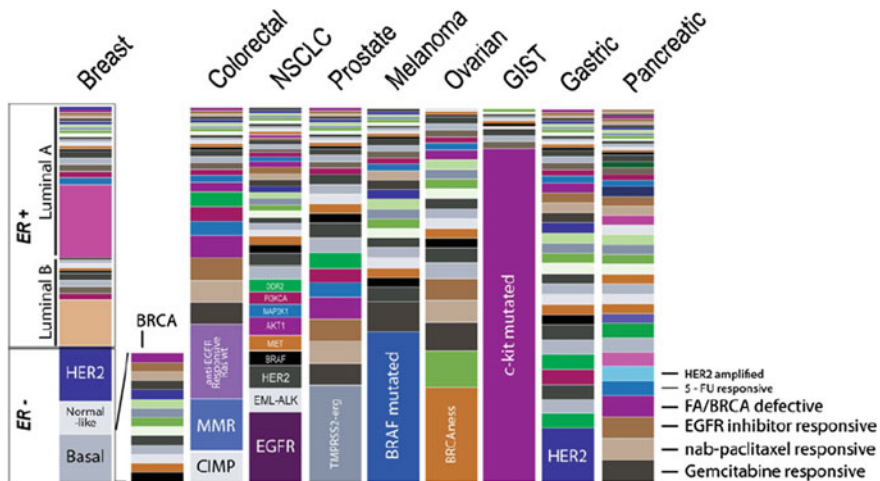 Breast
Colorectal
NSCLC
Prostate
Melanoma
Ovarian
GIST
Gastric
Pancreatic
ER+
Luminal A
Luminal B
ER-
HER2
Normal
-like
Basal
BRCA
anti EGFR
Responsive
Ras wt
MMR
CIMP
DDR2
PI3KCA
MAP2K1
AKT1
MET
BRAF
HER2
EML-ALK
EGFR
TMPRSS2-erg
BRAF mutated
BRCAness
c-kit mutated
HER2
HER2 amplified
5 - FU responsive
FA/BRCA defective
EGFR inhibitor responsive
nab-paclitaxel responsive
Gemcitabine responsive